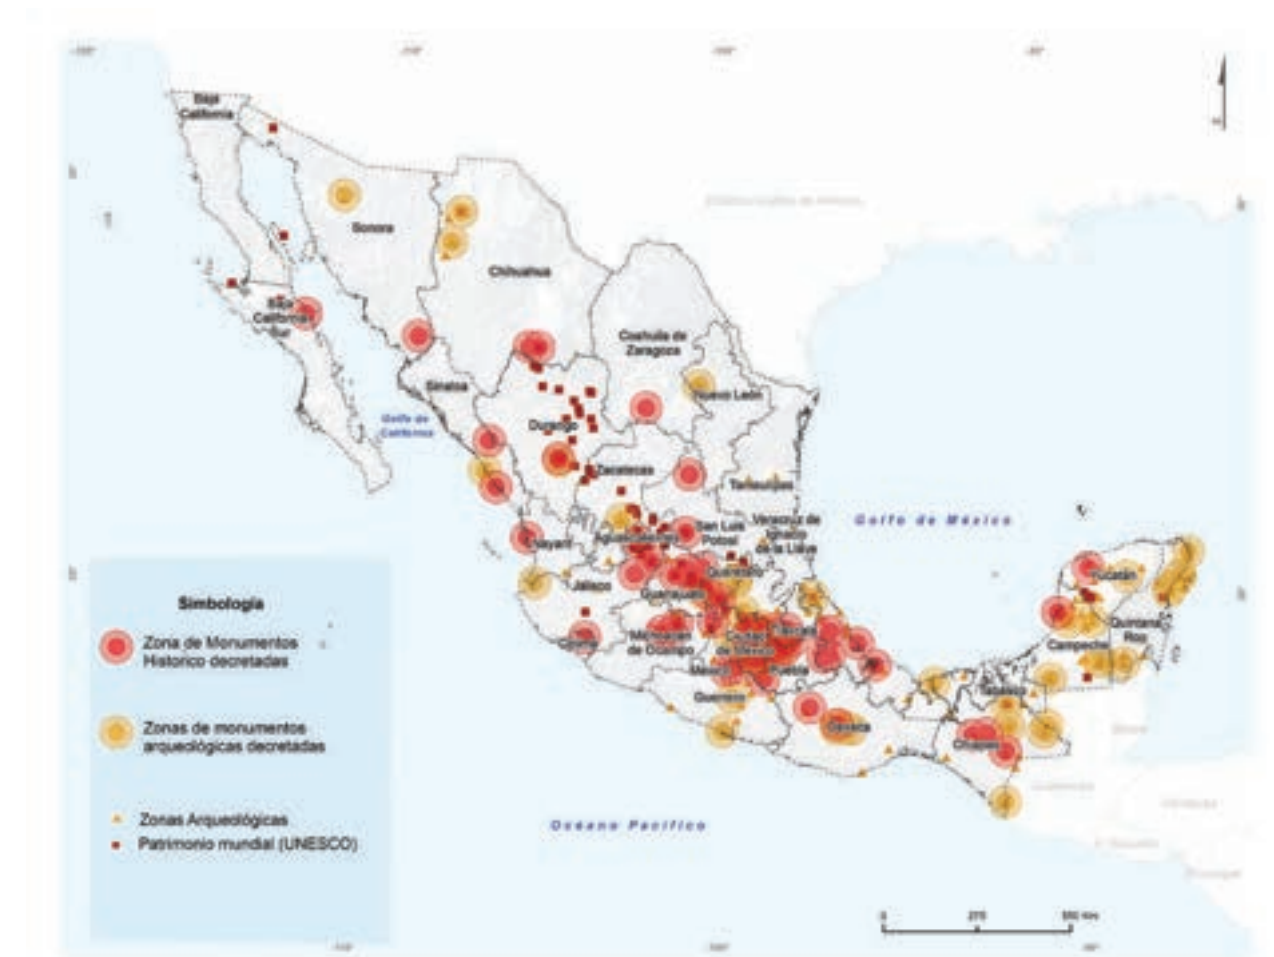 Baja
California
Sonora
Chihuahua
Baja
California
Sur
Coahuila de
Zaragoza
Sinaloa
Nuevo León
Golfo de
California
Durango
Zacatecas
Tamaulipas
Golfo de México
San Luis
Potosí
Veracruz de
Ignacio
de la Llave
Aguascalientes
Nayarit
Yucatán
Querétaro
Jalisco
Guanajuato
Quintana
Roo
Colima
Michoacán
de Ocampo
Ciudad
de México
Tlaxcala
Campeche
México
Puebla
Guerrero
Tabasco
Oaxaca
Chiapas
Océano Pacífico
Simbología
Zona de Monumentos
Historico decretadas
Zonas de monumentos
arqueológicas decretadas
Zonas Arqueológicas
Patrimonio mundial (UNESCO)